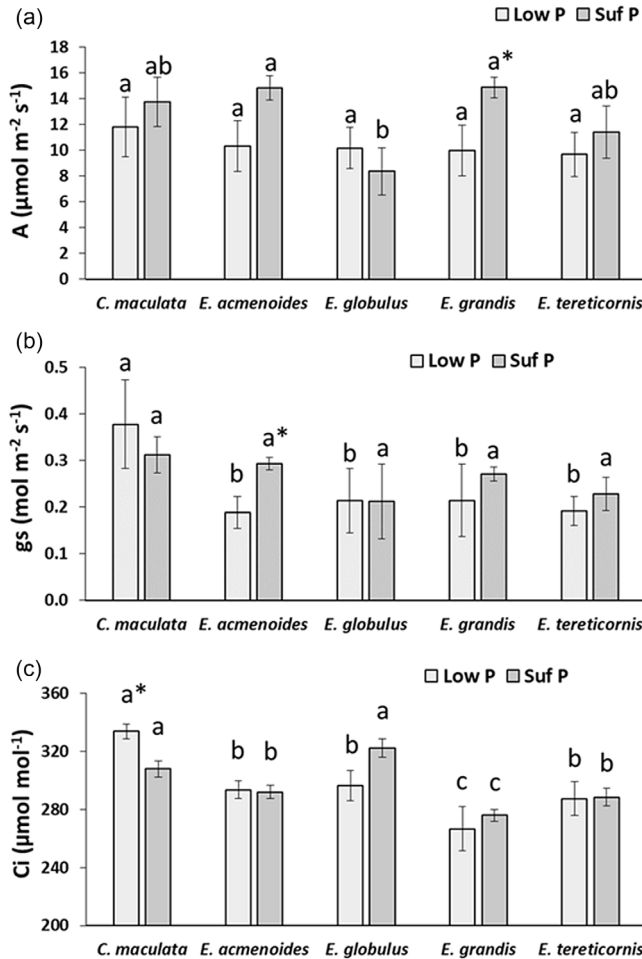 (a)
Low P Suf P
A (µmol m-2 s-1)
18
16
14
12
10
8
6
4
2
0
a ab a a a b a a* a ab
C. maculata E. acmenoides E. globulus E. grandis E. tereticornis
(b)
Low P Suf P
gs (mol m-2 s-1)
0.5
0.4
0.3
0.2
0.1
0.0
a a b a* b a b a b a
C. maculata E. acmenoides E. globulus E. grandis E. tereticornis
(c)
Low P Suf P
Ci (µmol mol-1)
360
320
280
240
200
a* a b b b a c c b b
C. maculata E. acmenoides E. globulus E. grandis E. tereticornis